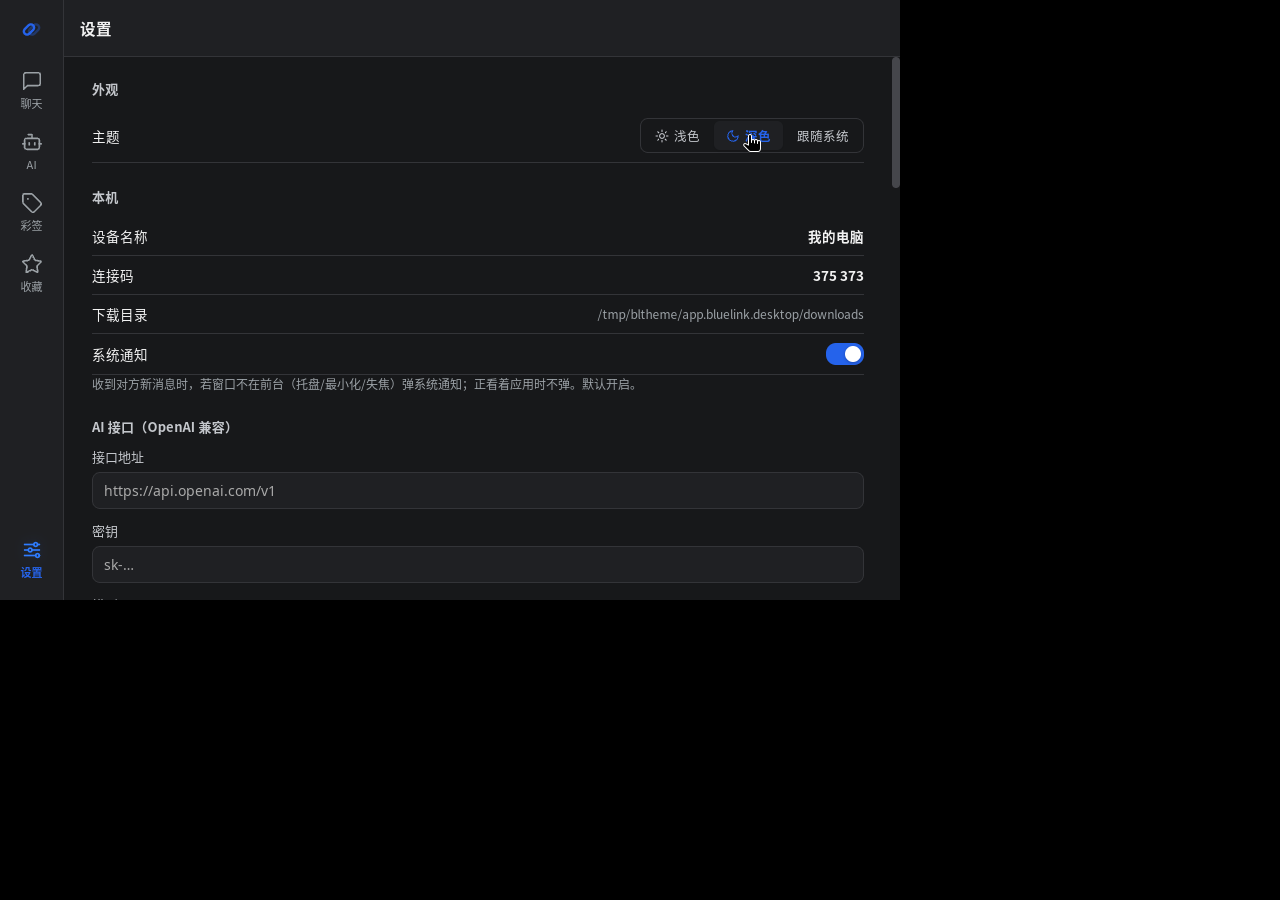 设置
聊天
AI
彩签
收藏
设置
外观
主题
浅色
色
跟随系统
本机
设备名称
我的电脑
连接码
375 373
下载目录
/tmp/bltheme/app.bluelink.desktop/downloads
系统通知
收到对方新消息时，若窗口不在前台（托盘/最小化/失焦）弹系统通知；正看着应用时不弹。默认开启。
AI 接口（OpenAI 兼容）
接口地址
https://api.openai.com/v1
密钥
sk-...